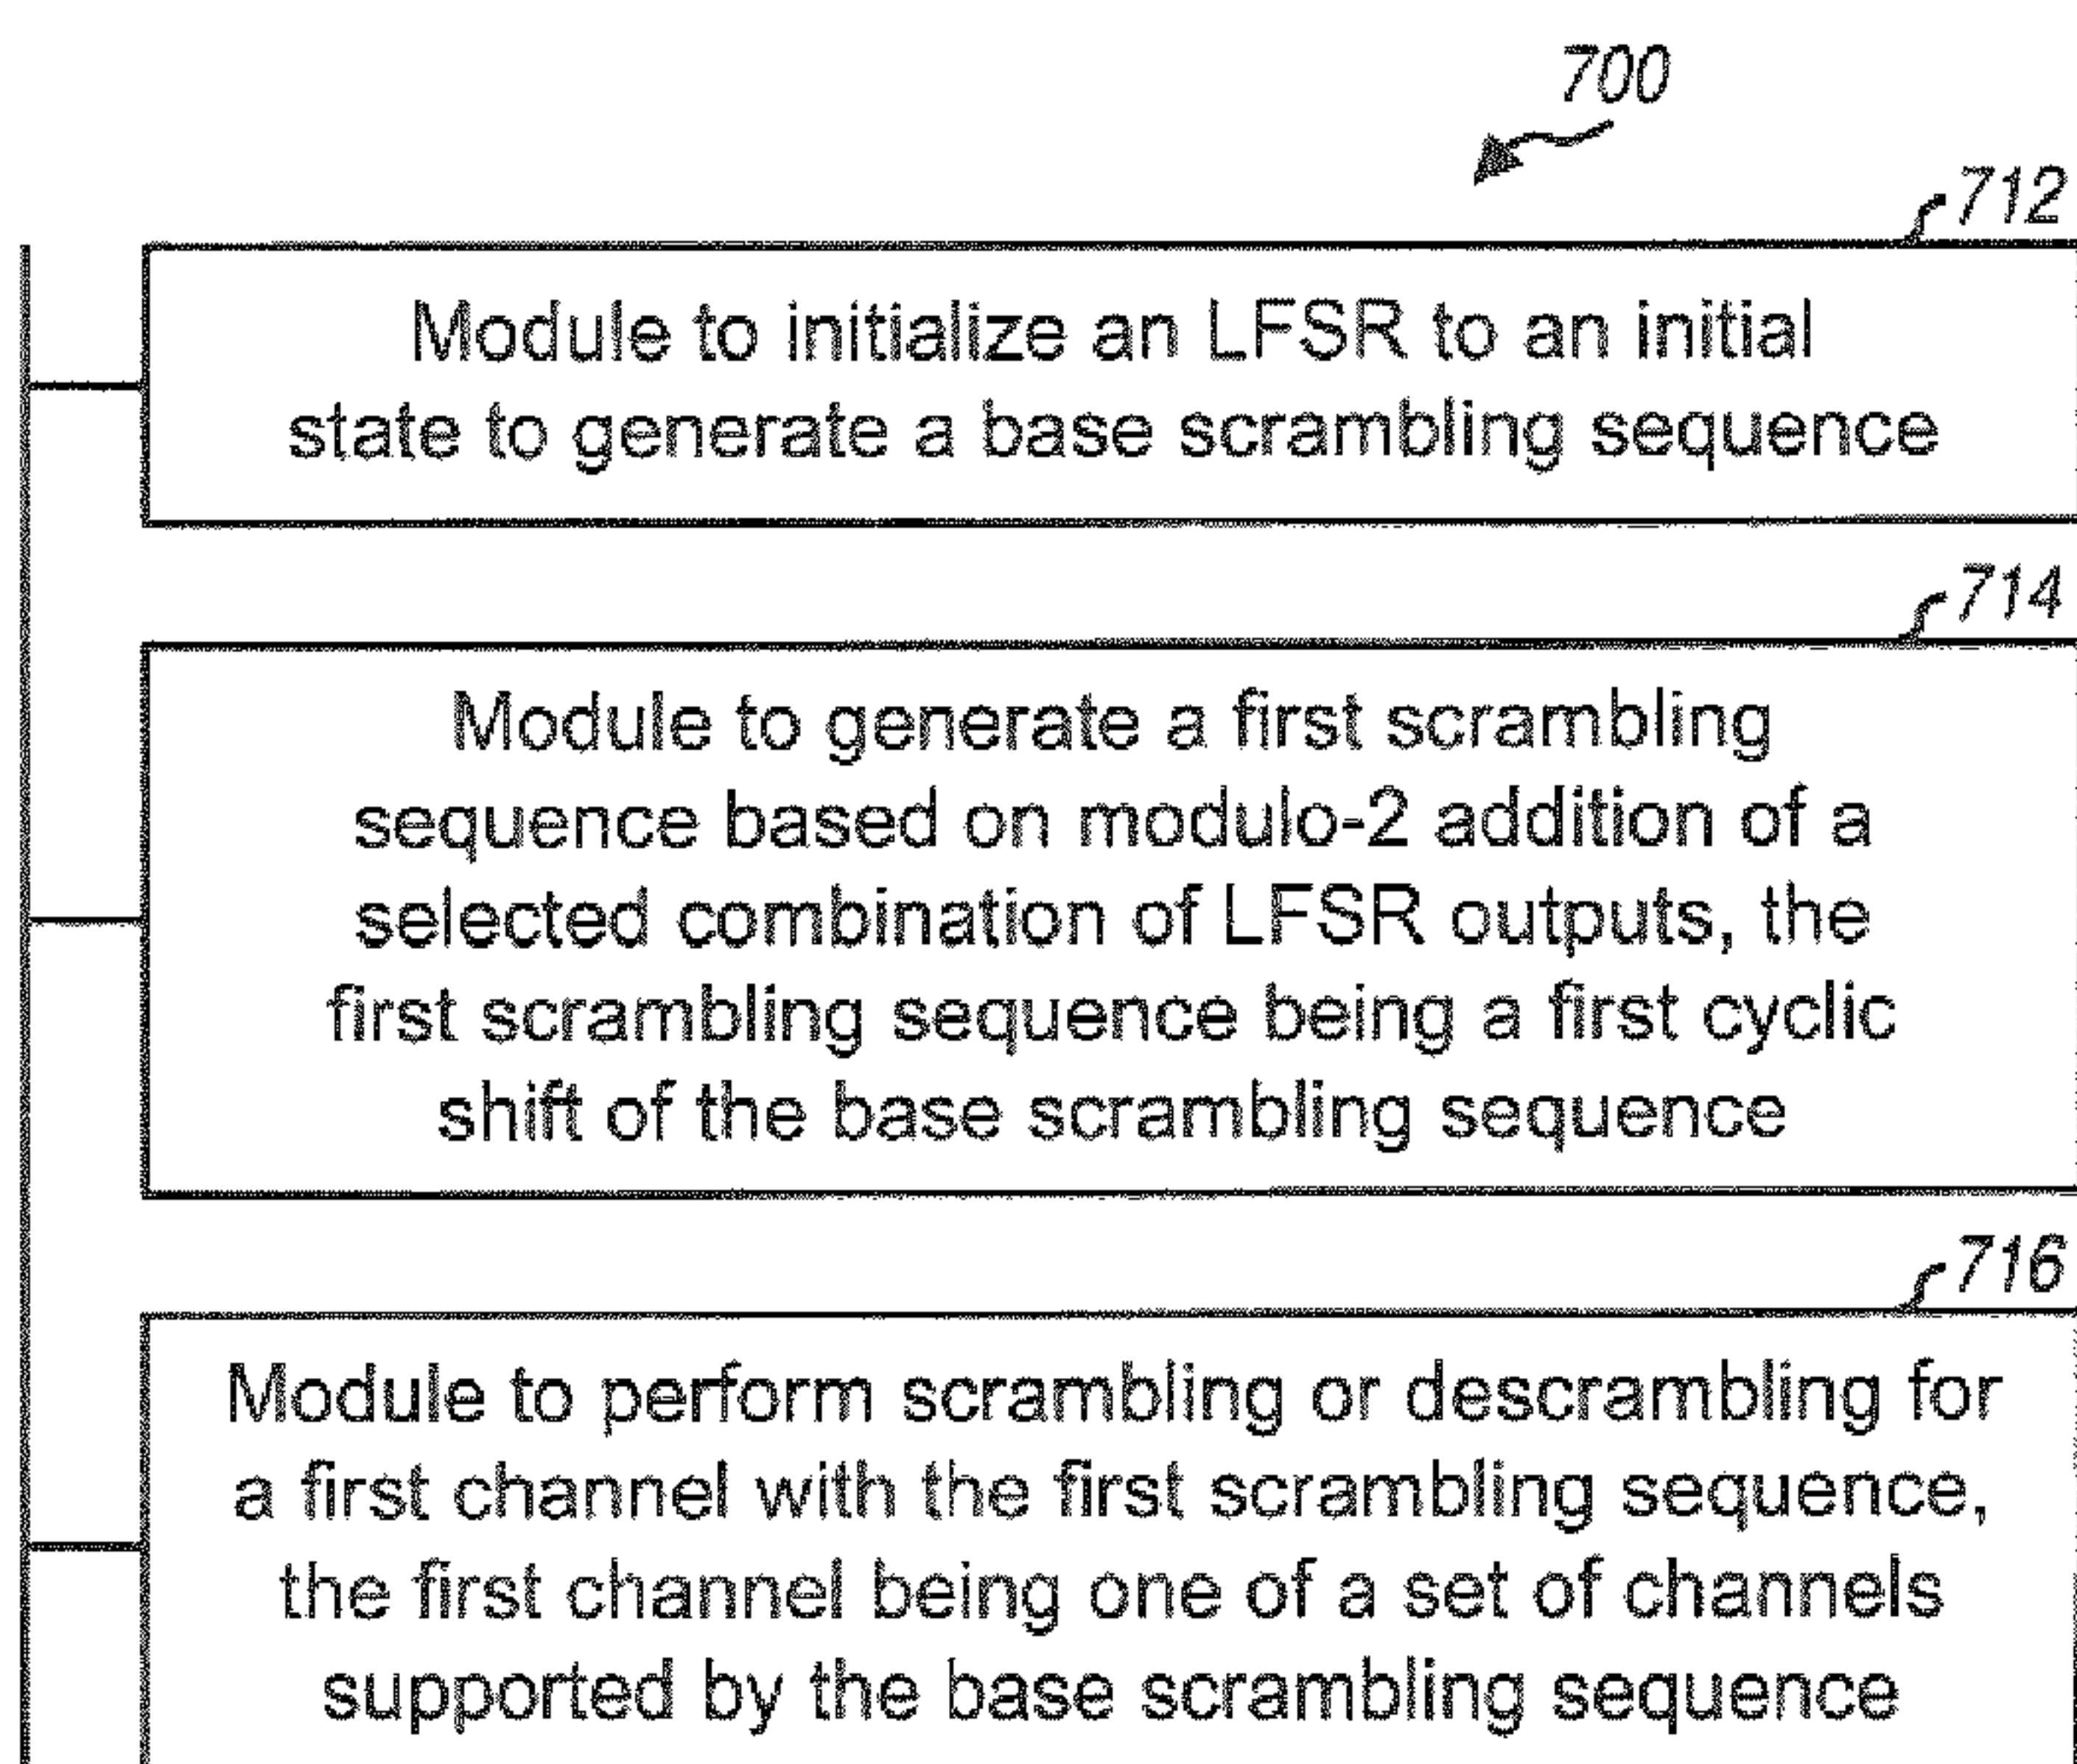 700
712
Module to initialize an LFSR to an initial
state to generate a base scrambling sequence
714
Module to generate a first scrambling
sequence based on modulo-2 addition of a
selected combination of LFSR outputs, the
first scrambling sequence being a first cyclic
shift of the base scrambling sequence
716
Module to perform scrambling or descrambling for
a first channel with the first scrambling sequence,
the first channel being one of a set of channels
supported by the base scrambling sequence